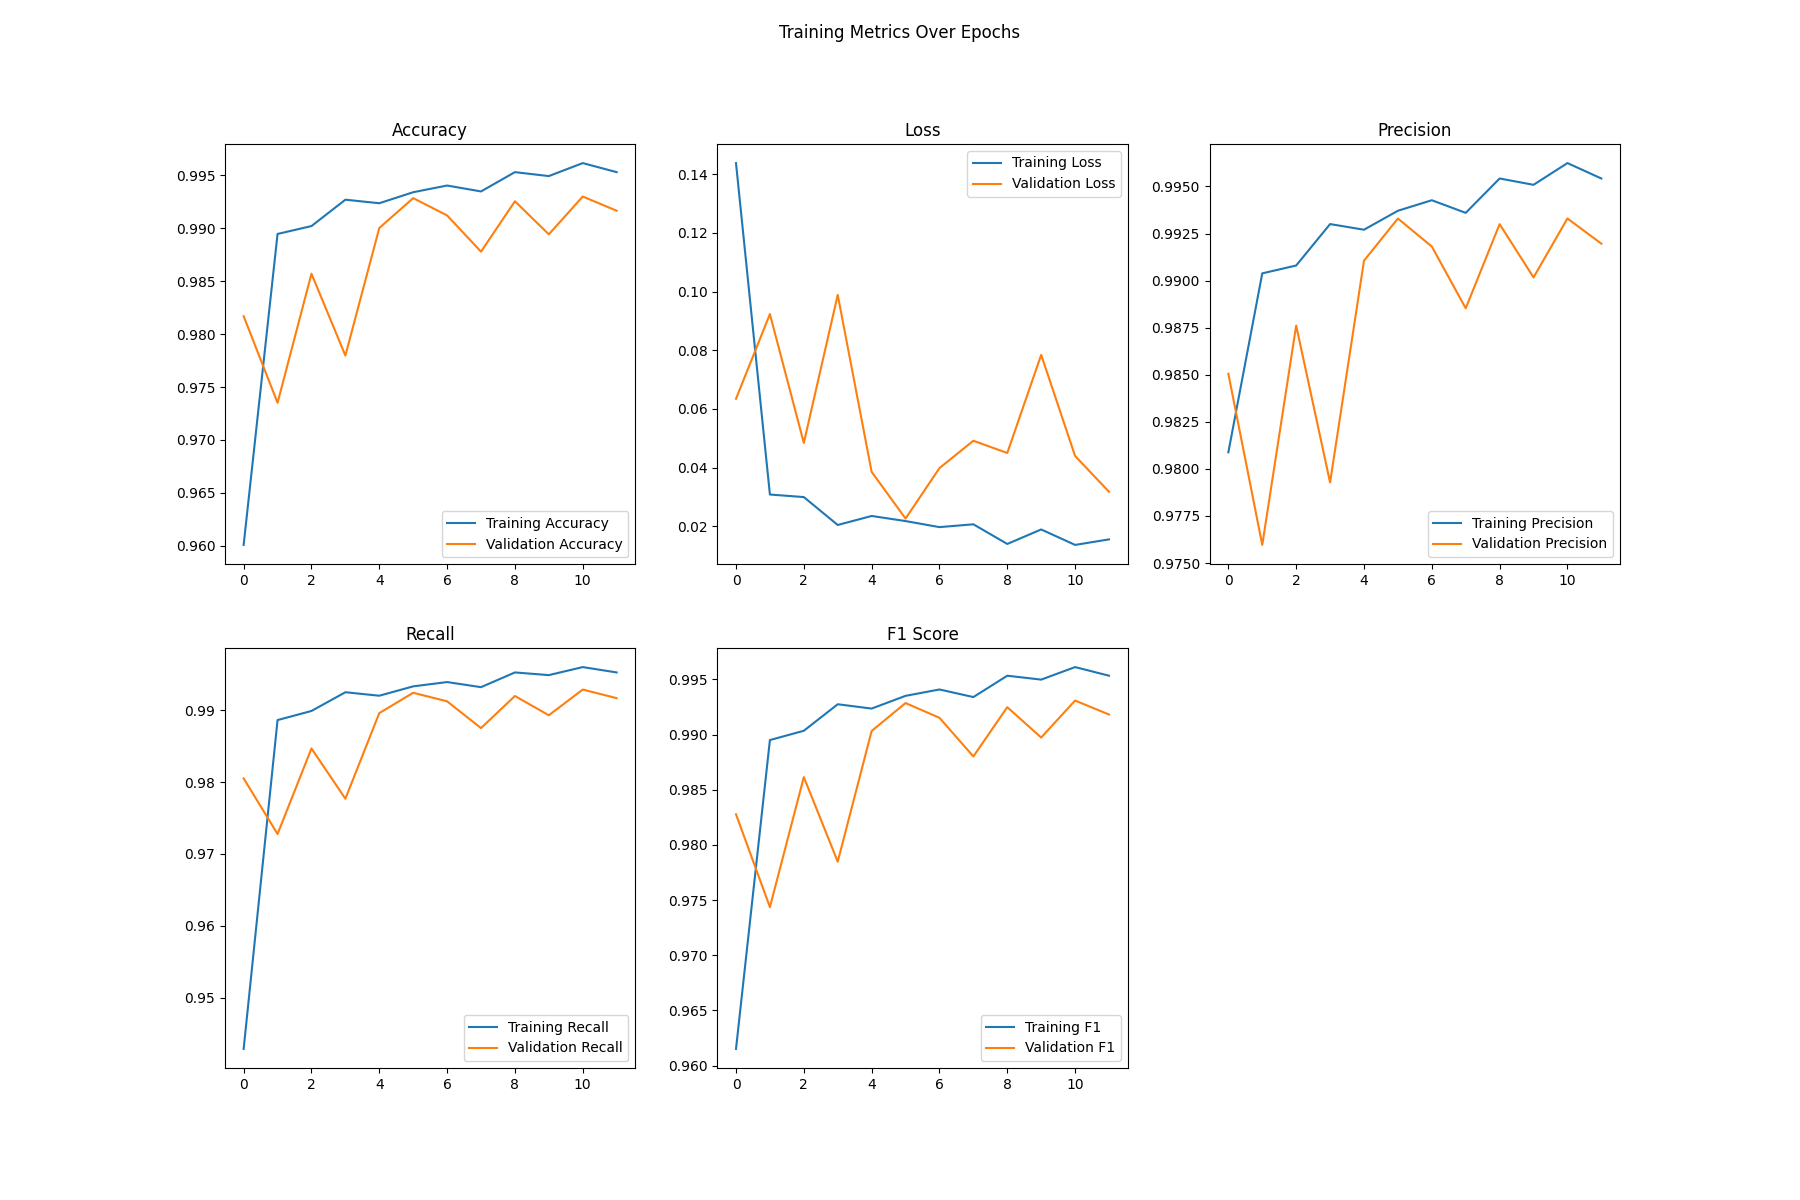 Training Metrics Over Epochs
Accuracy
0.995
0.990
0.985
0.980
0.975
0.970
0.965
0.960
Training Accuracy
Validation Accuracy
0 2 4 6 8 10
Loss
0.14
0.12
0.10
0.08
0.06
0.04
0.02
Training Loss
Validation Loss
0 2 4 6 8 10
Precision
0.9950
0.9925
0.9900
0.9875
0.9850
0.9825
0.9800
0.9775
0.9750
Training Precision
Validation Precision
0 2 4 6 8 10
Recall
0.99
0.98
0.97
0.96
0.95
Training Recall
Validation Recall
0 2 4 6 8 10
F1 Score
0.995
0.990
0.985
0.980
0.975
0.970
0.965
0.960
Training F1
Validation F1
0 2 4 6 8 10